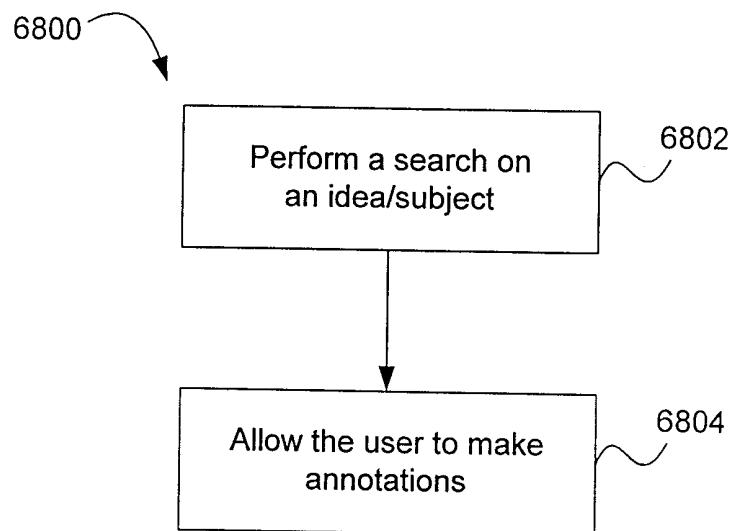 6800
Perform a search on
an idea/subject
6802
Allow the user to make
annotations
6804